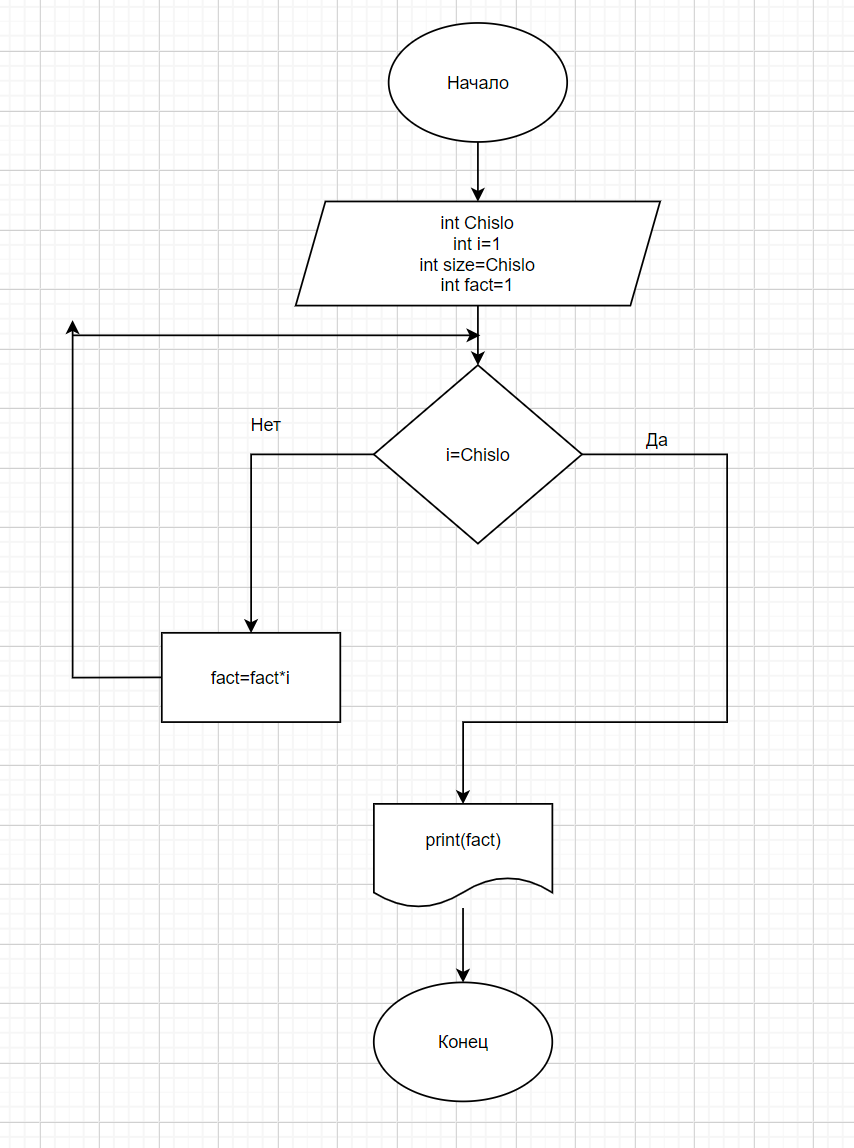 Начало
int Chislo
int i=1
int size=Chislo
int fact=1
Нет
Да
i=Chislo
fact=fact*i
print(fact)
Конец